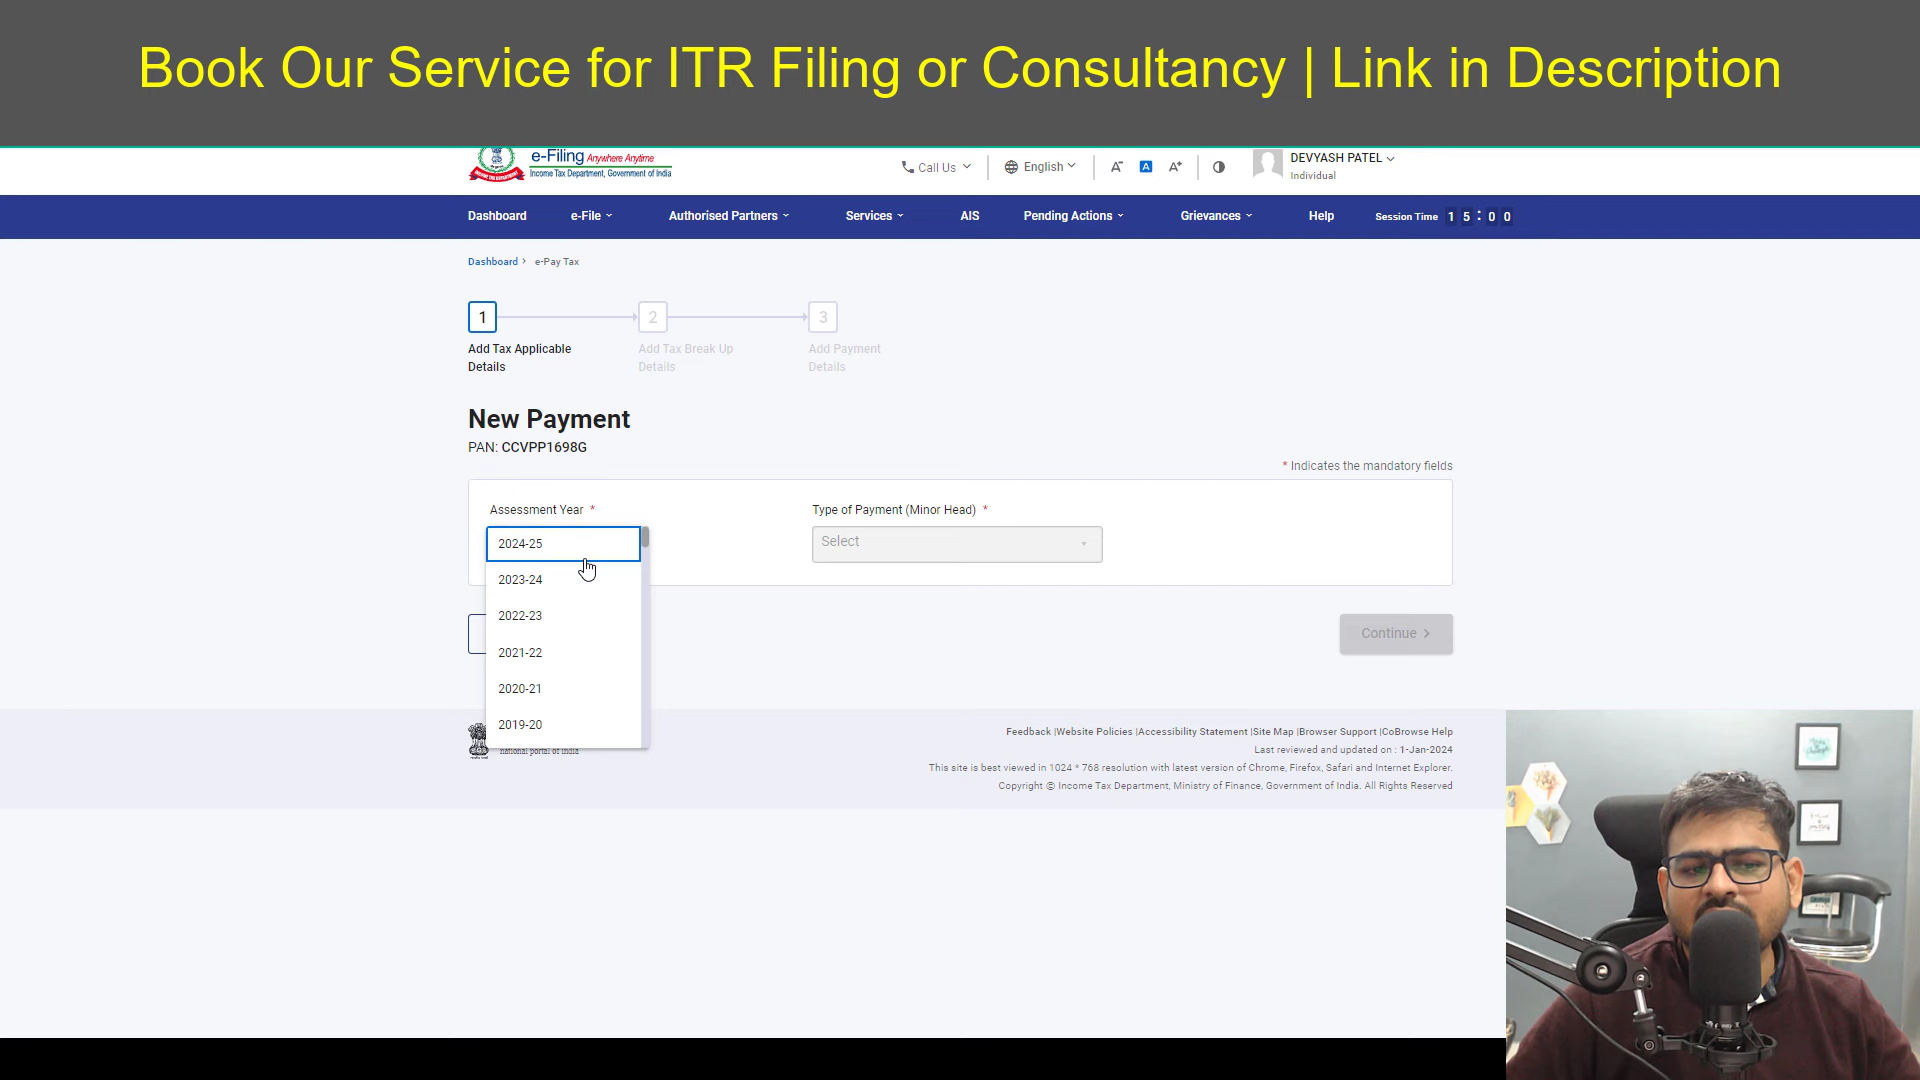 Book Our Service for ITR Filing or Consultancy | Link in Description
e-Filing Anywhere Anytime
Income Tax Department, Government of India
Call Us
English
A- A A+
DEVYASH PATEL
Individual
Dashboard e-File Authorised Partners Services AIS Pending Actions Grievances Help Session Time 1 5 : 0 0
Dashboard > e-Pay Tax
1 2 3
Add Tax Applicable Details
Add Tax Break Up Details
Add Payment Details
New Payment
PAN: CCVPP1698G
* Indicates the mandatory fields
Assessment Year *
Type of Payment (Minor Head) *
Select
2024-25
2023-24
2022-23
2021-22
2020-21
2019-20
Continue >
national portal of india
Feedback |Website Policies |Accessibility Statement |Site Map |Browser Support |CoBrowse Help
Last reviewed and updated on : 1-Jan-2024
This site is best viewed in 1024 * 768 resolution with latest version of Chrome, Firefox, Safari and Internet Explorer.
Copyright © Income Tax Department, Ministry of Finance, Government of India. All Rights Reserved